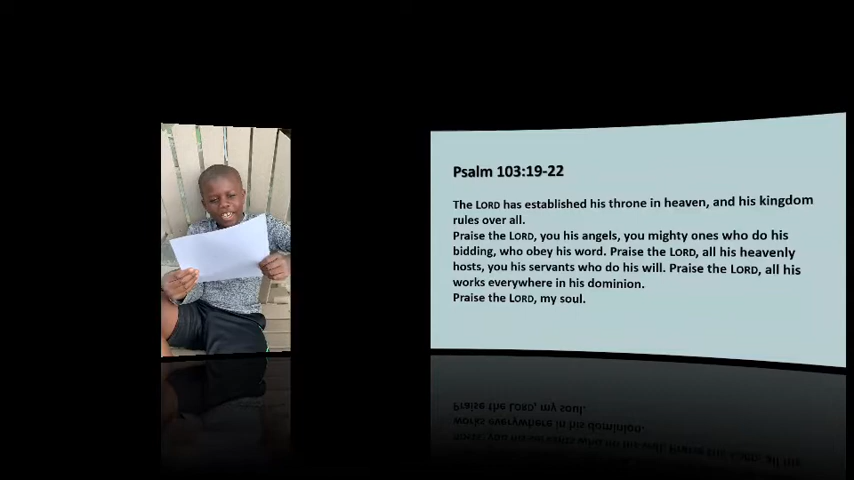 Psalm 103:19-22
The LORD has established his throne in heaven, and his kingdom
rules over all.
Praise the LORD, you his angels, you mighty ones who do his
bidding, who obey his word. Praise the LORD, all his heavenly
hosts, you his servants who do his will. Praise the LORD, all his
works everywhere in his dominion.
Praise the LORD, my soul.